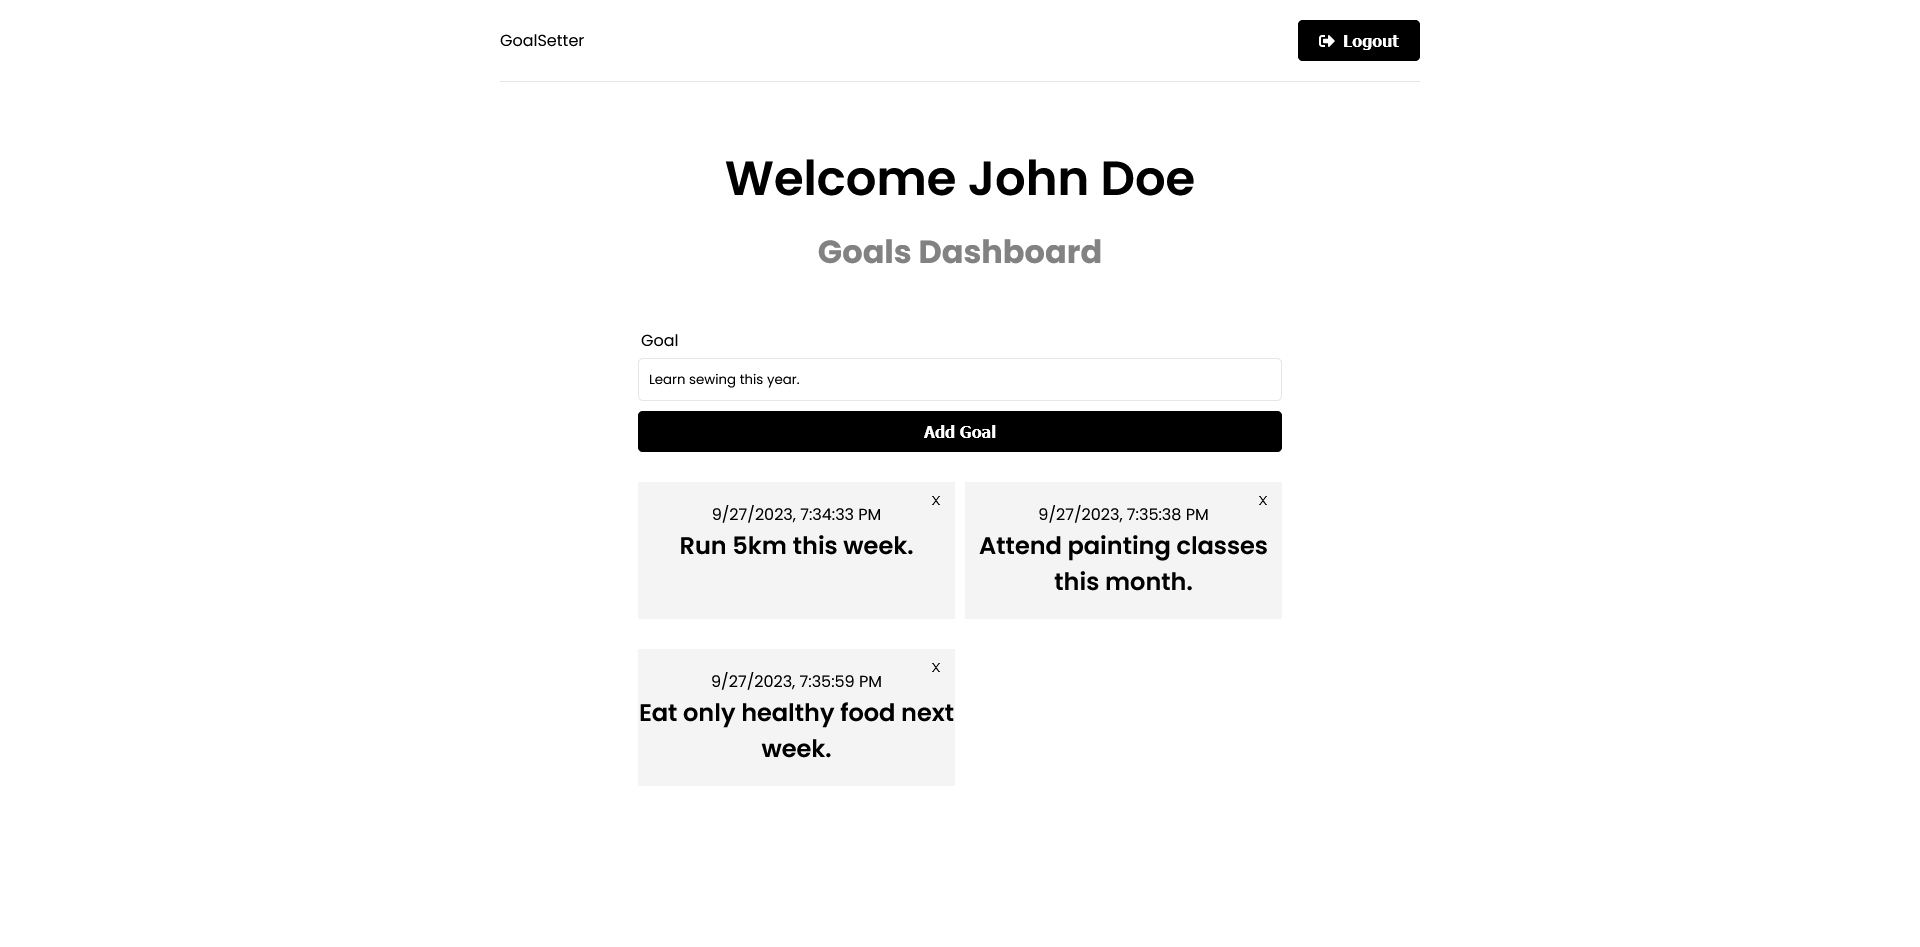 GoalSetter
Logout
Welcome John Doe
Goals Dashboard
Goal
Learn sewing this year.
Add Goal
X
9/27/2023, 7:34:33 PM
Run 5km this week.
X
9/27/2023, 7:35:38 PM
Attend painting classes
this month.
X
9/27/2023, 7:35:59 PM
Eat only healthy food next
week.